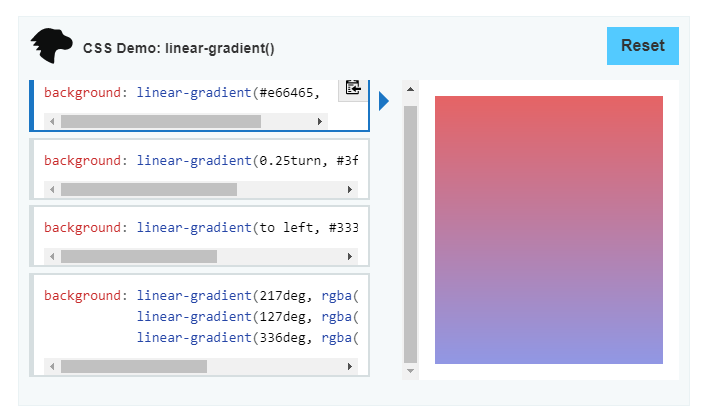 CSS Demo: linear-gradient()
Reset
background: linear-gradient(#e66465,
background: linear-gradient(0.25turn, #3f
background: linear-gradient(to left, #333
background: linear-gradient(217deg, rgba(
linear-gradient(127deg, rgba(
linear-gradient(336deg, rgba(